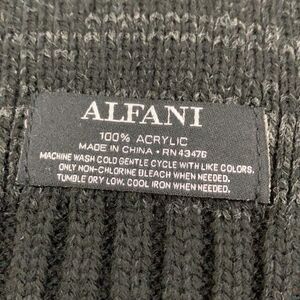 ALFANI
100% ACRYLIC
MADE IN CHINA • RN 43476
MACHINE WASH COLD GENTLE CYCLE WITH LIKE COLORS.
ONLY NON-CHLORINE BLEACH WHEN NEEDED.
TUMBLE DRY LOW. COOL IRON WHEN NEEDED.